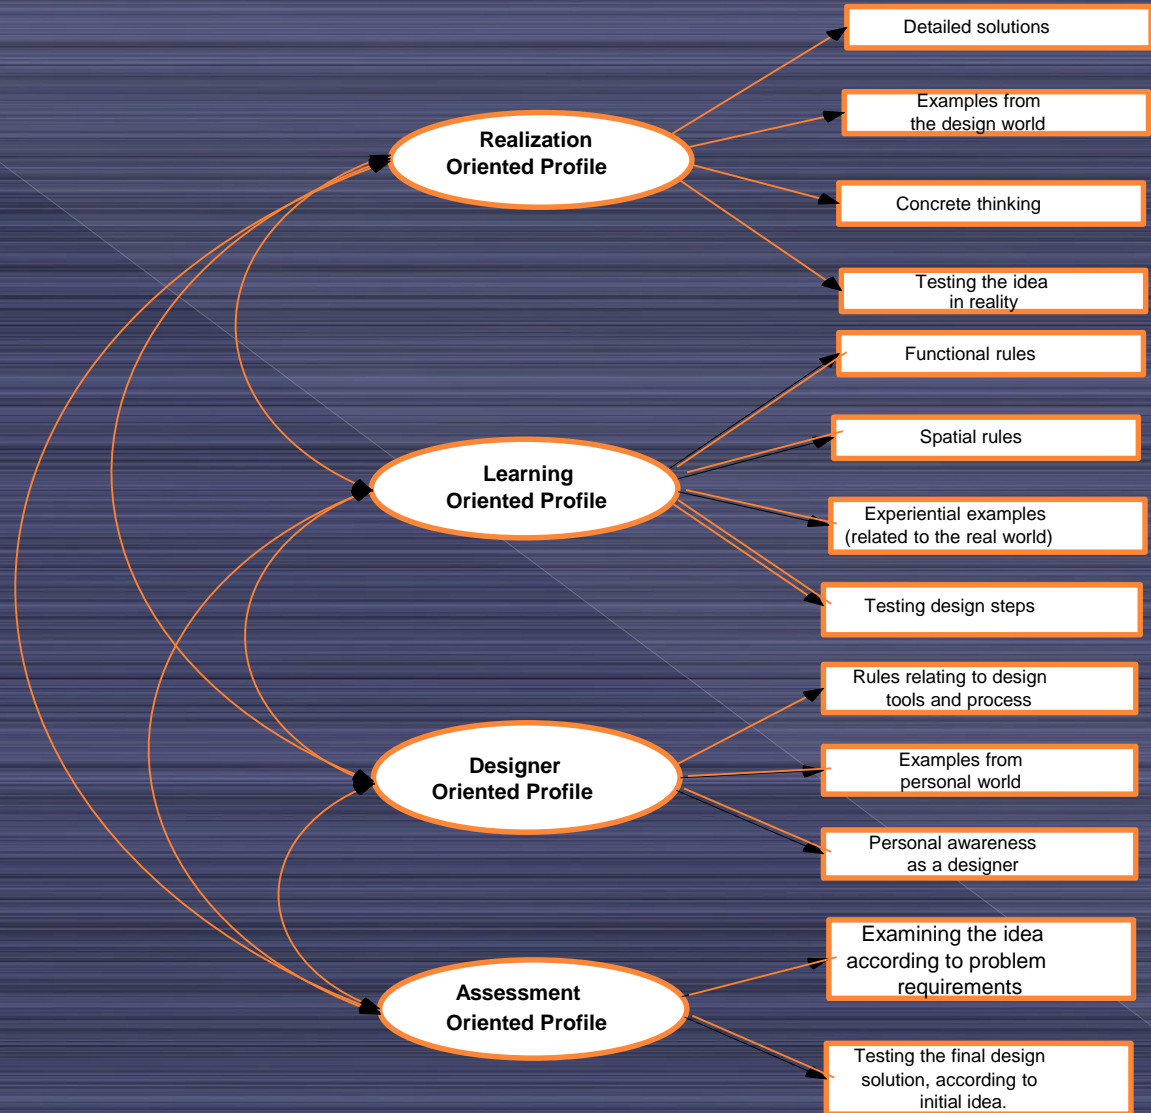 Detailed solutions
Examples from
the design world
Realization
Oriented Profile
Concrete thinking
Testing the idea
in reality
Functional rules
Spatial rules
Learning
Oriented Profile
Experiential examples
(related to the real world)
Testing design steps
Rules relating to design
tools and process
Designer
Oriented Profile
Examples from
personal world
Personal awareness
as a designer
Examining the idea
according to problem
requirements
Assessment
Oriented Profile
Testing the final design
solution, according to
initial idea.